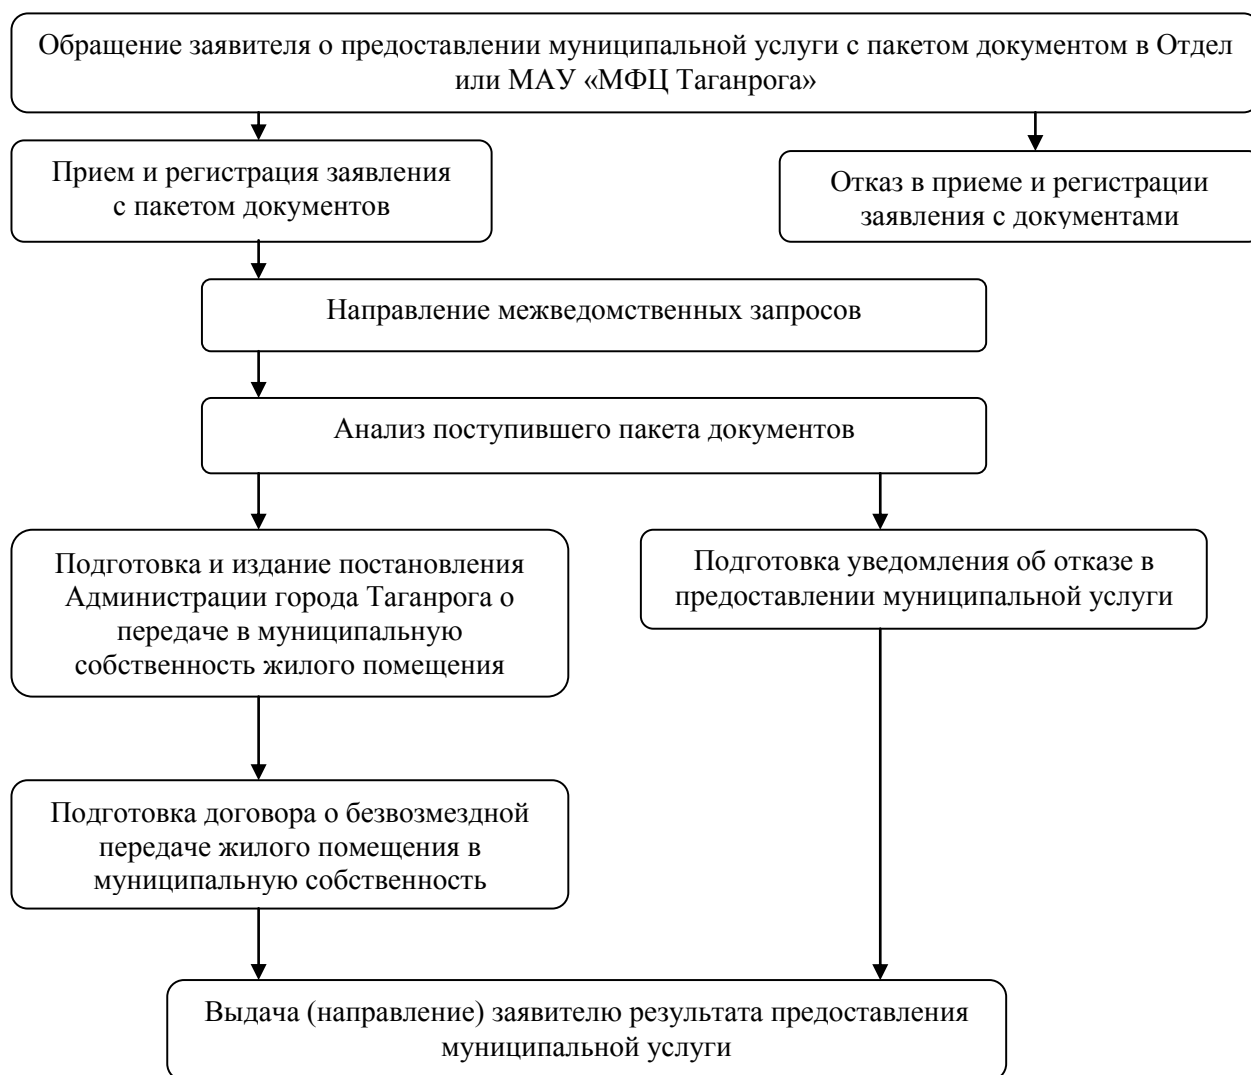 Обращение заявителя о предоставлении муниципальной услуги с пакетом документом в Отдел
или МАУ «МФЦ Таганрога»
Прием и регистрация заявления
с пакетом документов
Отказ в приеме и регистрации
заявления с документами
Направление межведомственных запросов
Анализ поступившего пакета документов
Подготовка и издание постановления
Администрации города Таганрога о
передаче в муниципальную
собственность жилого помещения
Подготовка уведомления об отказе в
предоставлении муниципальной услуги
Подготовка договора о безвозмездной
передаче жилого помещения в
муниципальную собственность
Выдача (направление) заявителю результата предоставления
муниципальной услуги